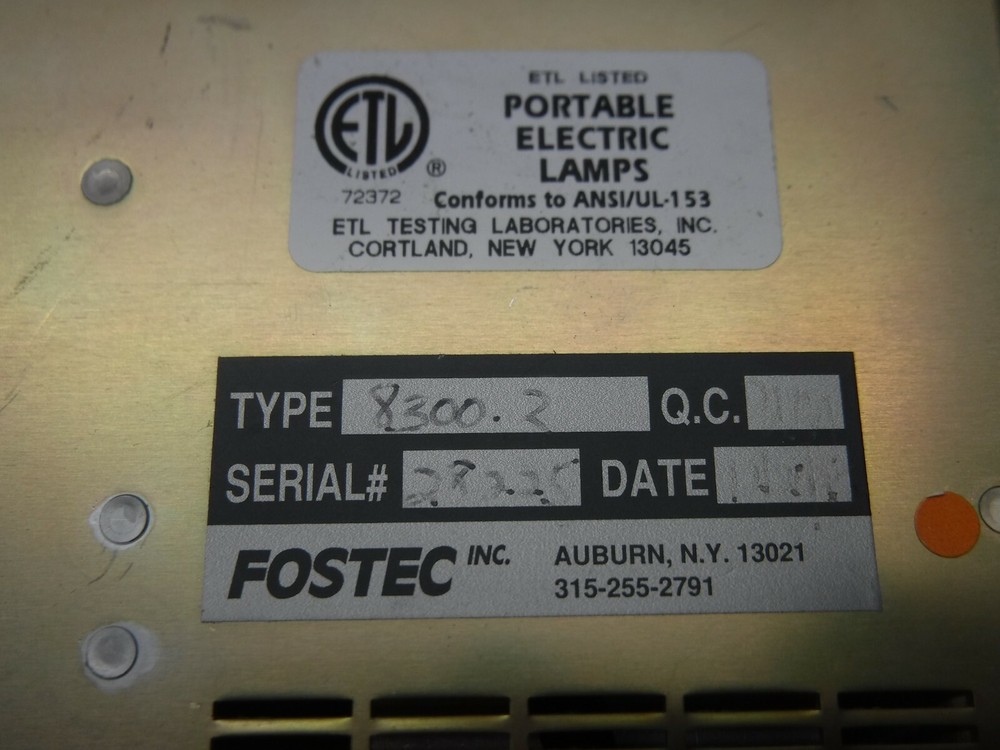 ETL LISTED
PORTABLE
ELECTRIC
LAMPS
ETL
LISTED
®
72372 Conforms to ANSI/UL-153
ETL TESTING LABORATORIES, INC.
CORTLAND, NEW YORK 13045
TYPE 8300.2 Q.C.
SERIAL# DATE
FOSTEC INC. AUBURN, N.Y. 13021
315-255-2791